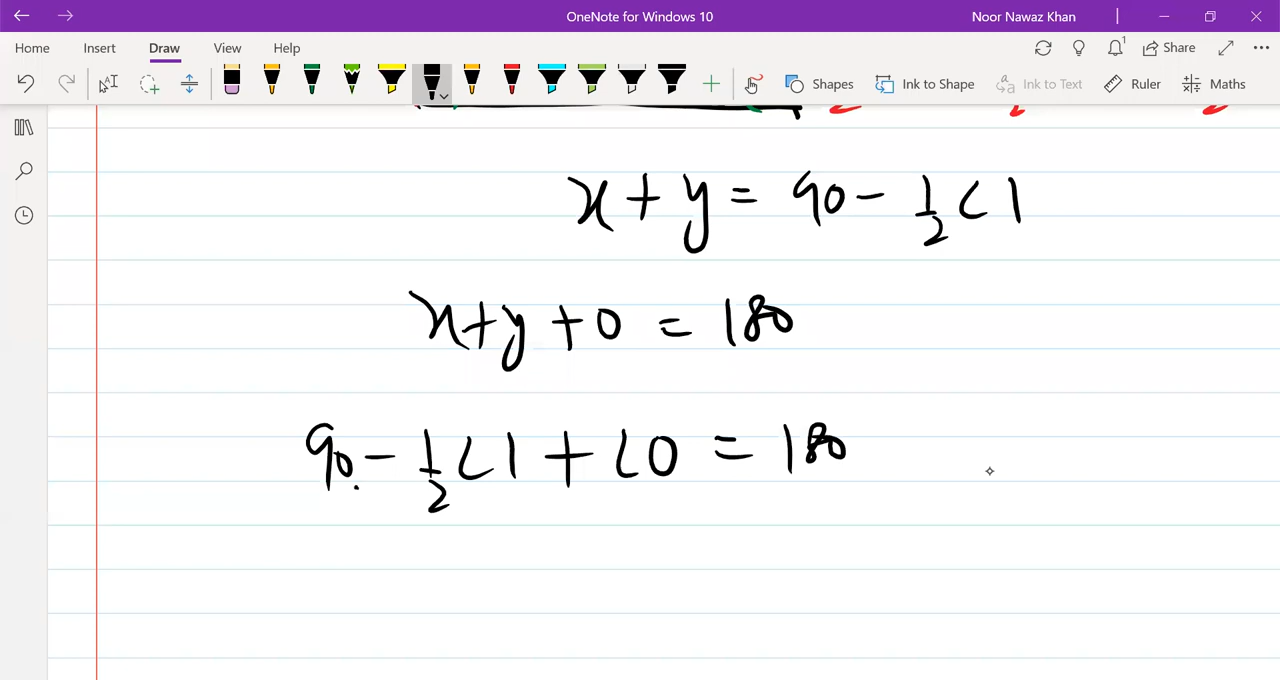 OneNote for Windows 10
Noor Nawaz Khan
Home Insert Draw View Help
1 Share
Shapes Ink to Shape Ink to Text Ruler Maths
x + y = 90 - 1/2 ∠1
x + y + O = 180
90 - 1/2 ∠1 + ∠O = 180